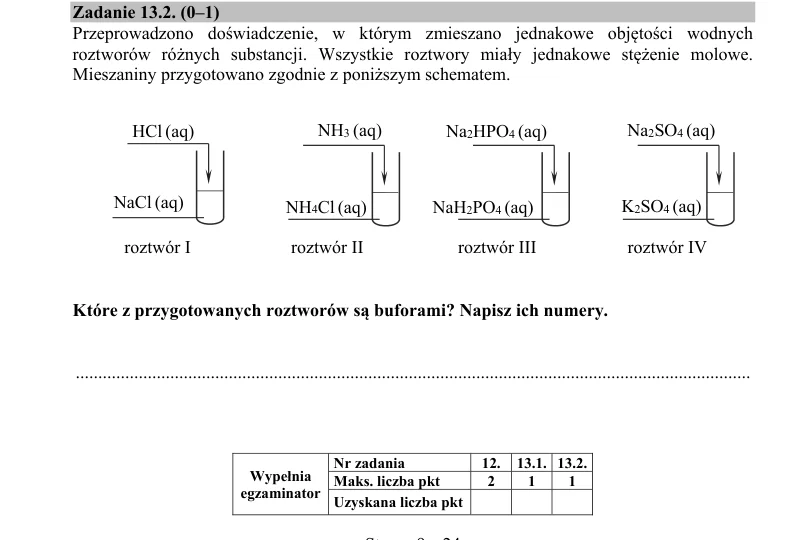 Zadanie 13.2. (0–1)
Przeprowadzono doświadczenie, w którym zmieszano jednakowe objętości wodnych
roztworów różnych substancji. Wszystkie roztwory miały jednakowe stężenie molowe.
Mieszaniny przygotowano zgodnie z poniższym schematem.
HCl (aq) NH3 (aq) Na2HPO4 (aq) Na2SO4 (aq)
NaCl (aq) NH4Cl (aq) NaH2PO4 (aq) K2SO4 (aq)
roztwór I roztwór II roztwór III roztwór IV
Które z przygotowanych roztworów są buforami? Napisz ich numery.
Wypełnia egzaminator
Nr zadania 12. 13.1. 13.2.
Maks. liczba pkt 2 1 1
Uzyskana liczba pkt